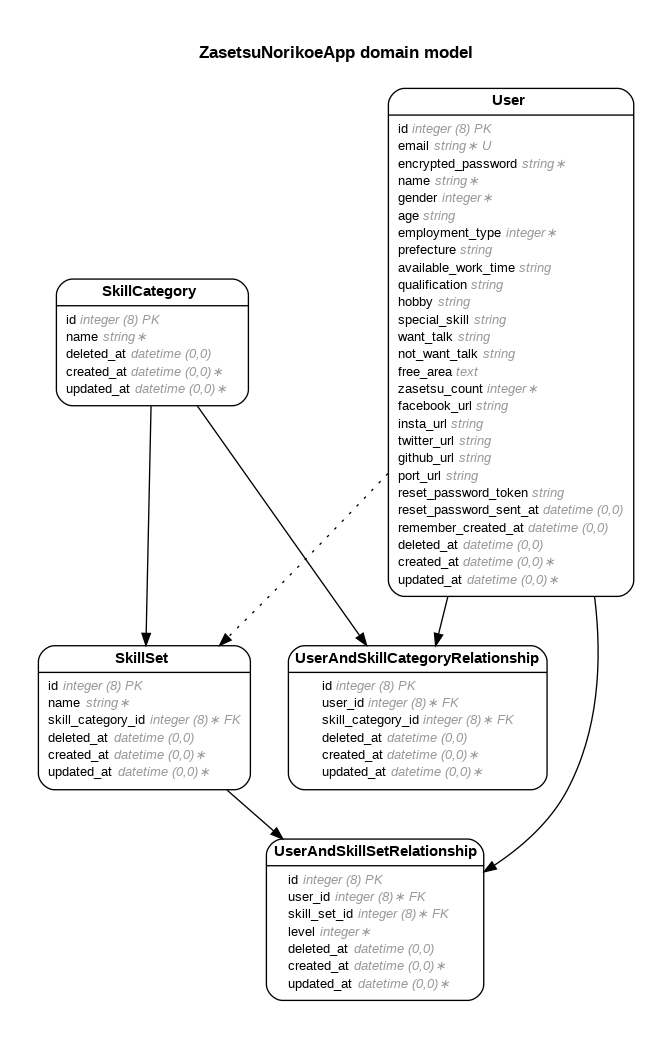 ZasetsuNorikoeApp domain model
User
id integer (8) PK
email string∗ U
encrypted_password string∗
name string∗
gender integer∗
age string
employment_type integer∗
prefecture string
available_work_time string
qualification string
hobby string
special_skill string
want_talk string
not_want_talk string
free_area text
zasetsu_count integer∗
facebook_url string
insta_url string
twitter_url string
github_url string
port_url string
reset_password_token string
reset_password_sent_at datetime (0,0)
remember_created_at datetime (0,0)
deleted_at datetime (0,0)
created_at datetime (0,0)∗
updated_at datetime (0,0)∗
SkillCategory
id integer (8) PK
name string∗
deleted_at datetime (0,0)
created_at datetime (0,0)∗
updated_at datetime (0,0)∗
SkillSet
id integer (8) PK
name string∗
skill_category_id integer (8)∗ FK
deleted_at datetime (0,0)
created_at datetime (0,0)∗
updated_at datetime (0,0)∗
UserAndSkillCategoryRelationship
id integer (8) PK
user_id integer (8)∗ FK
skill_category_id integer (8)∗ FK
deleted_at datetime (0,0)
created_at datetime (0,0)∗
updated_at datetime (0,0)∗
UserAndSkillSetRelationship
id integer (8) PK
user_id integer (8)∗ FK
skill_set_id integer (8)∗ FK
level integer∗
deleted_at datetime (0,0)
created_at datetime (0,0)∗
updated_at datetime (0,0)∗